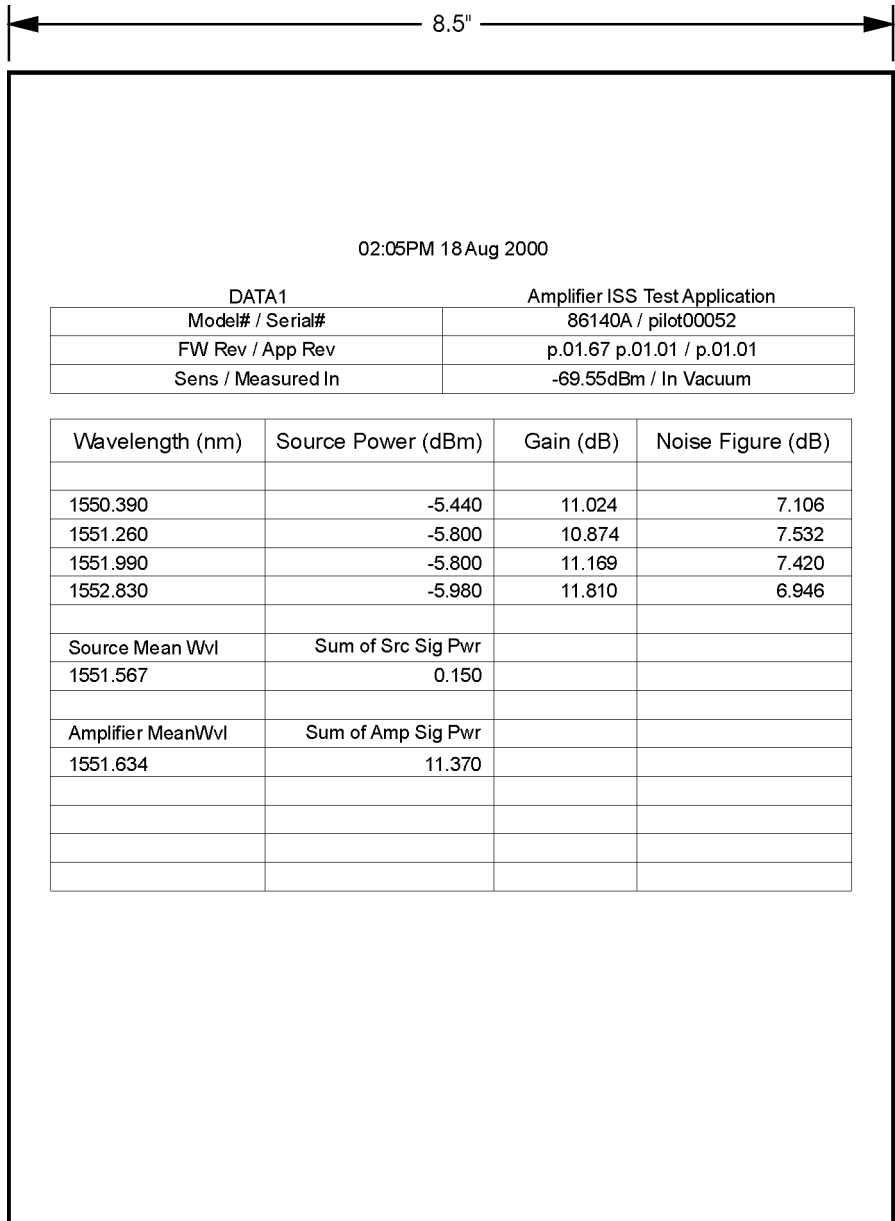 8.5"
02:05PM 18 Aug 2000
DATA1 Amplifier ISS Test Application
Model# / Serial# 86140A / pilot00052
FW Rev / App Rev p.01.67 p.01.01 / p.01.01
Sens / Measured In -69.55dBm / In Vacuum
Wavelength (nm) Source Power (dBm) Gain (dB) Noise Figure (dB)
1550.390 -5.440 11.024 7.106
1551.260 -5.800 10.874 7.532
1551.990 -5.800 11.169 7.420
1552.830 -5.980 11.810 6.946
Source Mean Wvl Sum of Src Sig Pwr
1551.567 0.150
Amplifier MeanWvl Sum of Amp Sig Pwr
1551.634 11.370